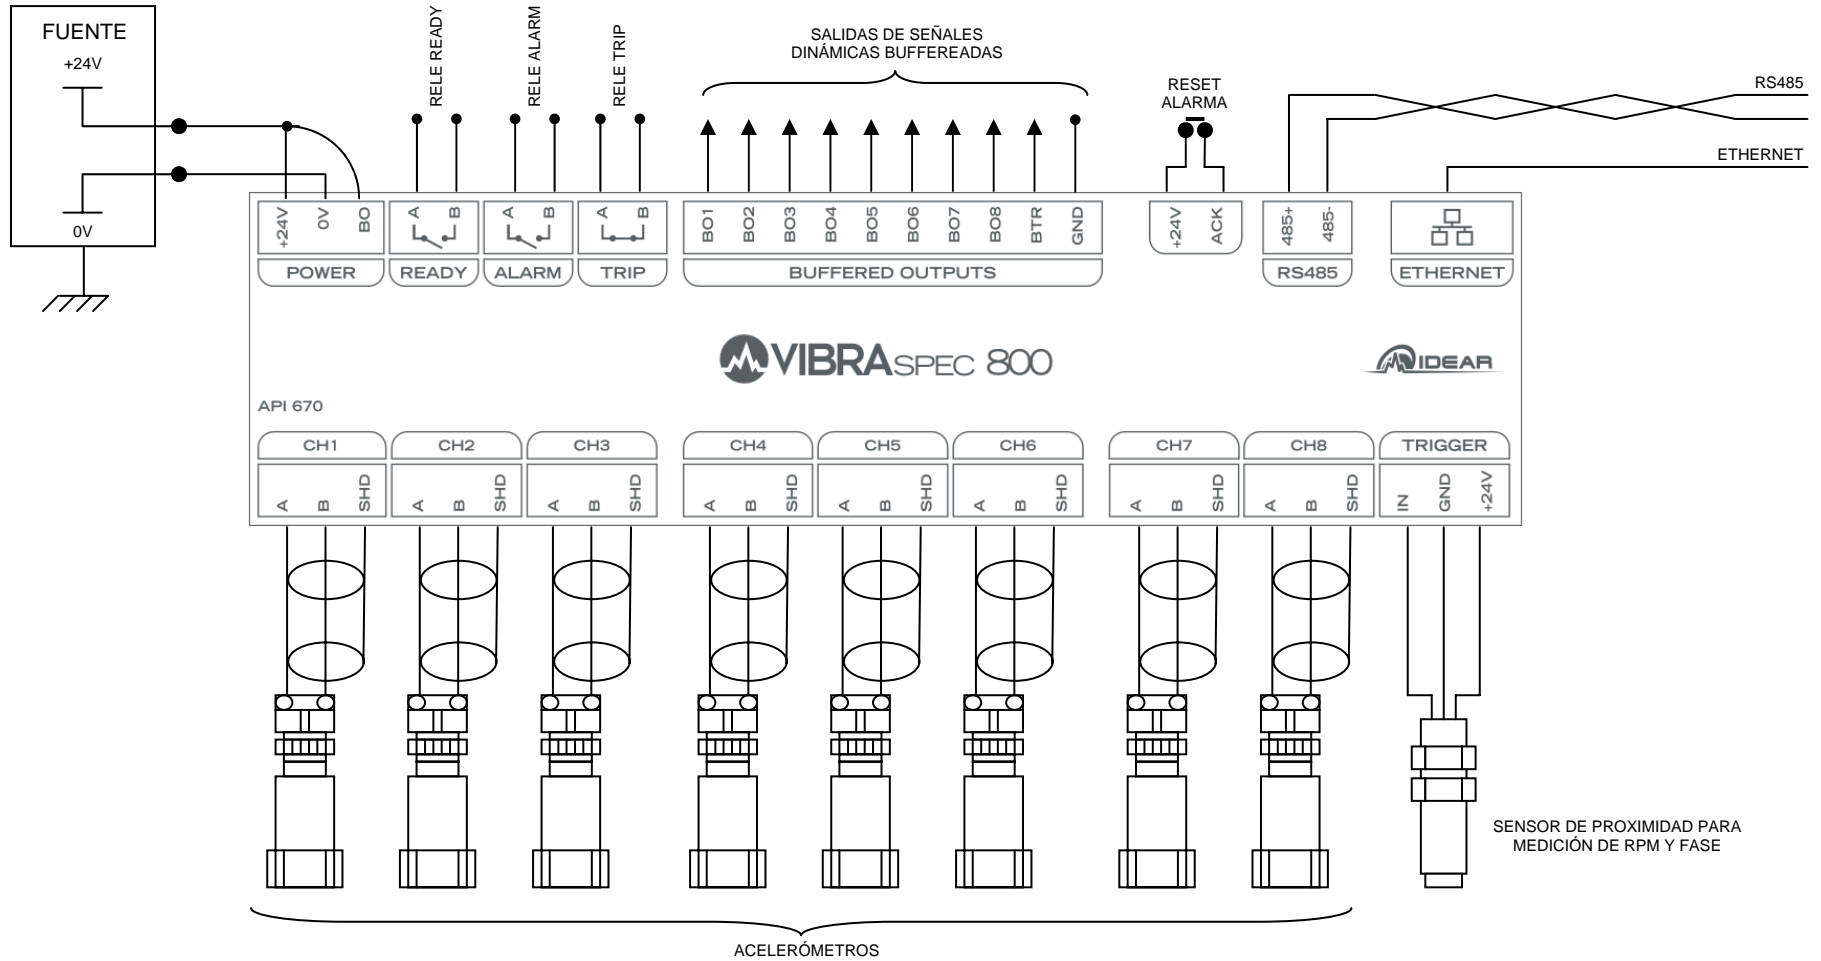 FUENTE
+24V
0V
RELE READY
RELE ALARM
RELE TRIP
SALIDAS DE SEÑALES
DINÁMICAS BUFFEREADAS
RESET
ALARMA
RS485
ETHERNET
+24V 0V BO
A B
A B
A B
BO1 BO2 BO3 BO4 BO5 BO6 BO7 BO8 BTR GND
+24V ACK
485+ 485-
POWER
READY
ALARM
TRIP
BUFFERED OUTPUTS
RS485
ETHERNET
VIBRASPEC 800
IDEAR
API 670
CH1
CH2
CH3
CH4
CH5
CH6
CH7
CH8
TRIGGER
A B SHD
A B SHD
A B SHD
A B SHD
A B SHD
A B SHD
A B SHD
A B SHD
IN GND +24V
SENSOR DE PROXIMIDAD PARA
MEDICIÓN DE RPM Y FASE
ACELERÓMETROS